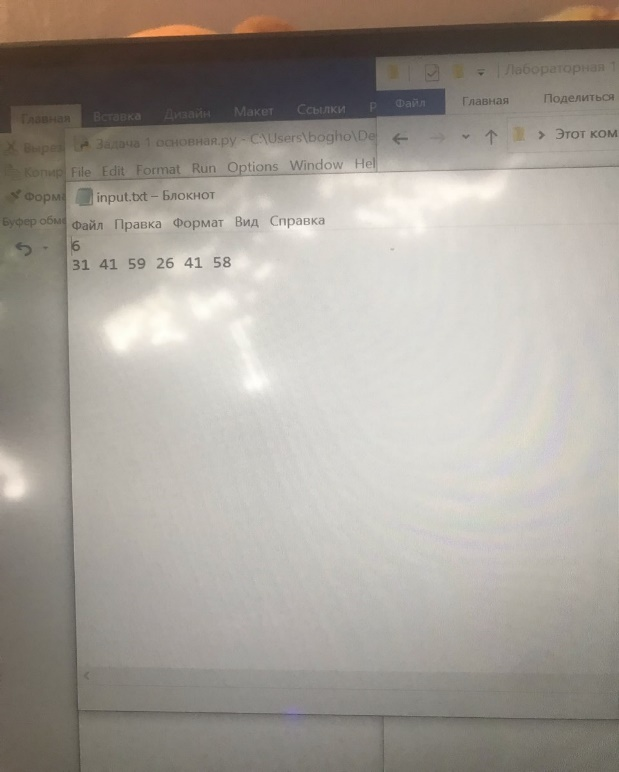 Лабораторная 1
Файл Главная Поделиться
Главная Вставка Дизайн Макет Ссылки Р
Этот ком
Задача 1 основная.py - C:\Users\bogho\De
File Edit Format Run Options Window Hel
Выре
Копир
Форм
Буфер обме
input.txt – Блокнот
Файл Правка Формат Вид Справка
6
31 41 59 26 41 58